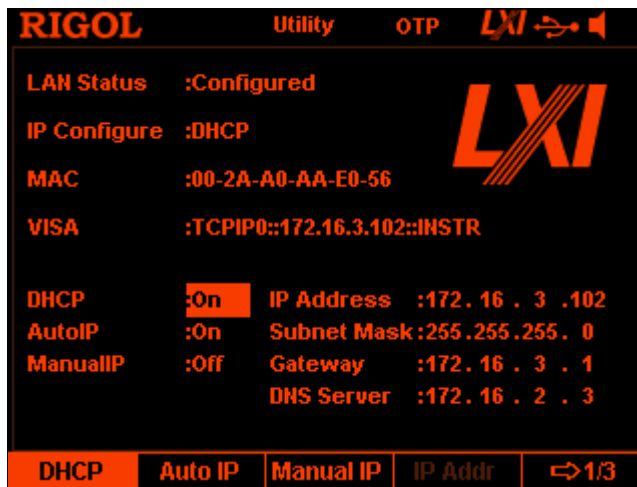 RIGOL Utility OTP LXI
LAN Status :Configured
LXI
IP Configure :DHCP
MAC :00-2A-A0-AA-E0-56
VISA :TCPIP0::172.16.3.102::INSTR
DHCP :On IP Address :172. 16 . 3 .102
AutoIP :On Subnet Mask :255.255.255. 0
ManualIP :Off Gateway :172. 16 . 3 . 1
DNS Server :172. 16 . 2 . 3
DHCP Auto IP Manual IP IP Addr ⇨1/3